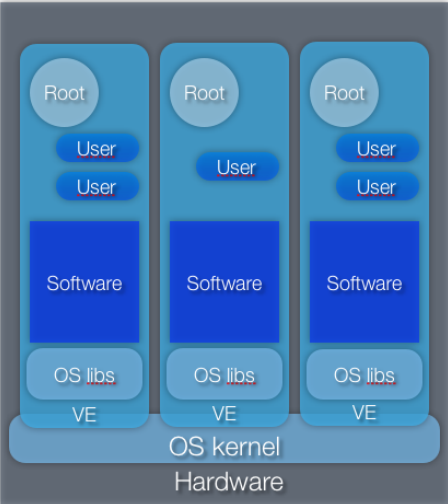 Root
Root
Root
User
User
User
User
User
Software
Software
Software
OS libs
OS libs
OS libs
VE
VE
VE
OS kernel
Hardware